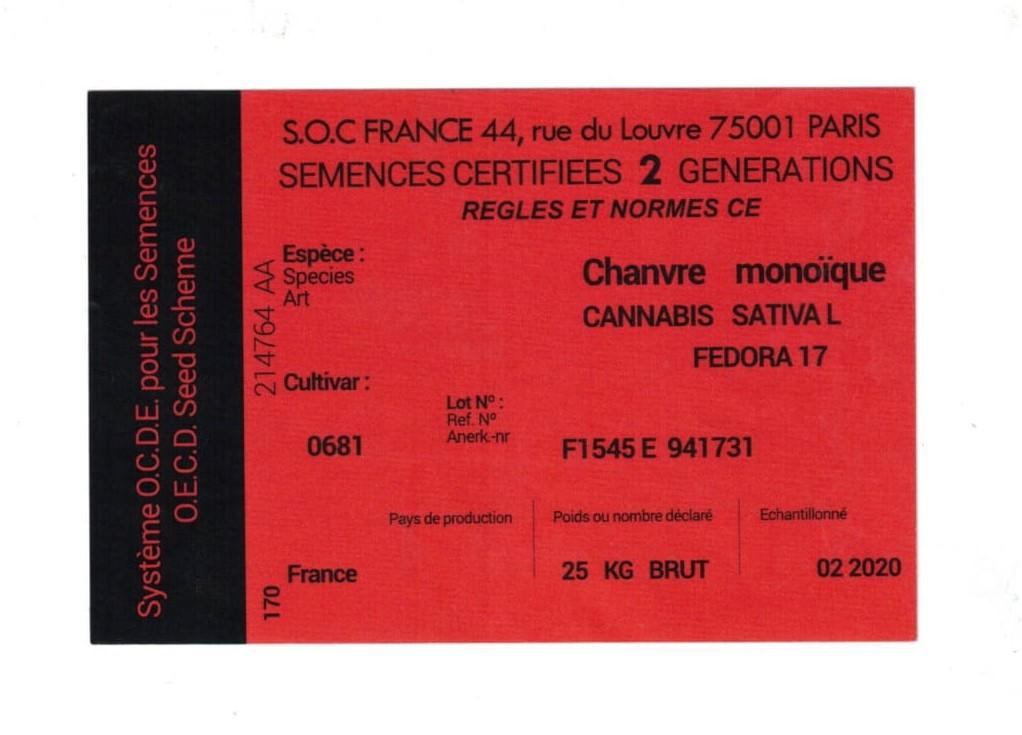 Système O.C.D.E. pour les Semences
O.E.C.D. Seed Scheme
214764 AA
170
S.O.C FRANCE 44, rue du Louvre 75001 PARIS
SEMENCES CERTIFIEES 2 GENERATIONS
REGLES ET NORMES CE
Espèce :
Species
Art
Chanvre monoïque
CANNABIS SATIVA L
FEDORA 17
Cultivar :
Lot Nº :
Ref. Nº
Anerk.-nr
0681
F1545 E 941731
Pays de production
Poids ou nombre déclaré
Echantillonné
France
25 KG BRUT
02 2020